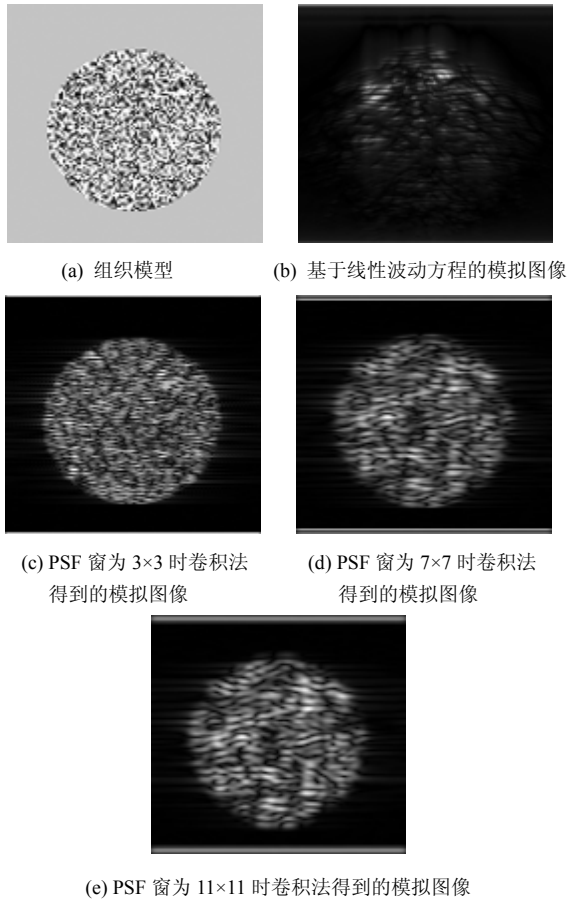 (a) 组织模型
(b) 基于线性波动方程的模拟图像
(c) PSF 窗为 3×3 时卷积法
得到的模拟图像
(d) PSF 窗为 7×7 时卷积法
得到的模拟图像
(e) PSF 窗为 11×11 时卷积法得到的模拟图像